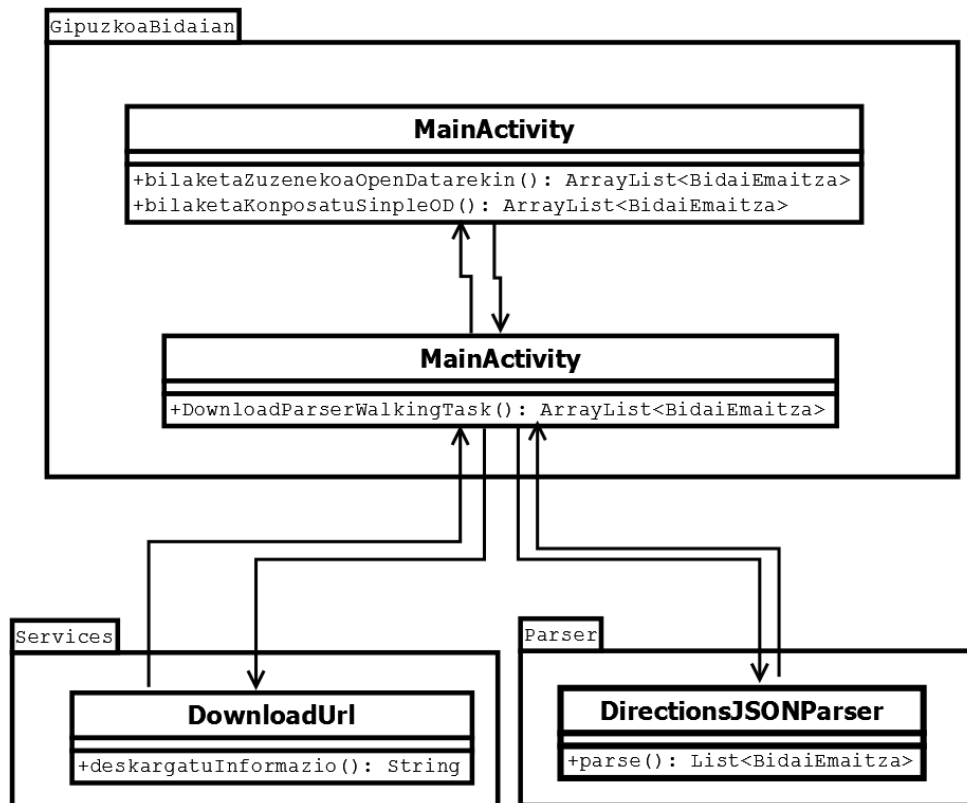 GipuzkoaBidaian
MainActivity
+bilaketaZuzenekoaOpenDatarekin(): ArrayList<BidaiEmaitza>
+bilaketaKonposatuSinpleOD(): ArrayList<BidaiEmaitza>
MainActivity
+DownloadParserWalkingTask(): ArrayList<BidaiEmaitza>
Services
DownloadUrl
+deskargatuInformazio(): String
Parser
DirectionsJSONParser
+parse(): List<BidaiEmaitza>